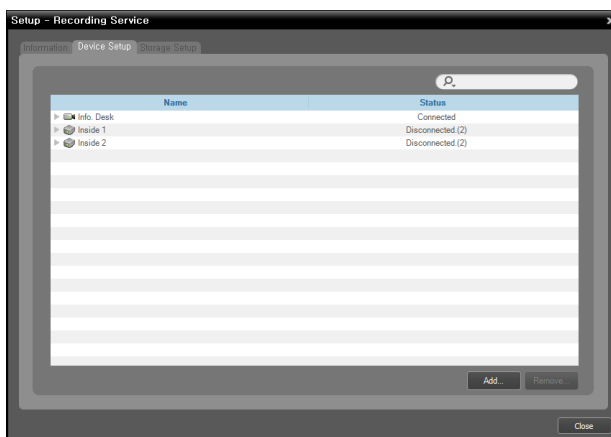 Setup - Recording Service
Information Device Setup Storage Setup
Name Status
Info. Desk Connected
Inside 1 Disconnected.(2)
Inside 2 Disconnected.(2)
Add... Remove...
Close